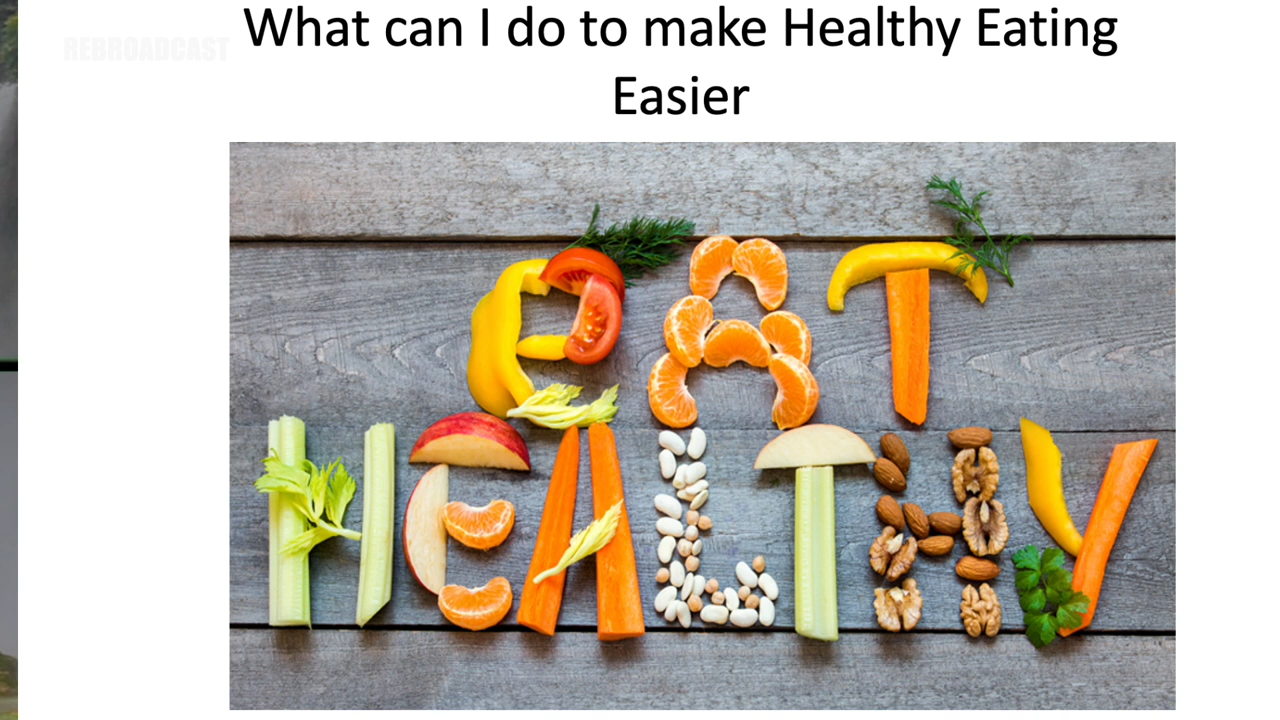 REBROADCAST
What can I do to make Healthy Eating
Easier
EAT
HEALTHY